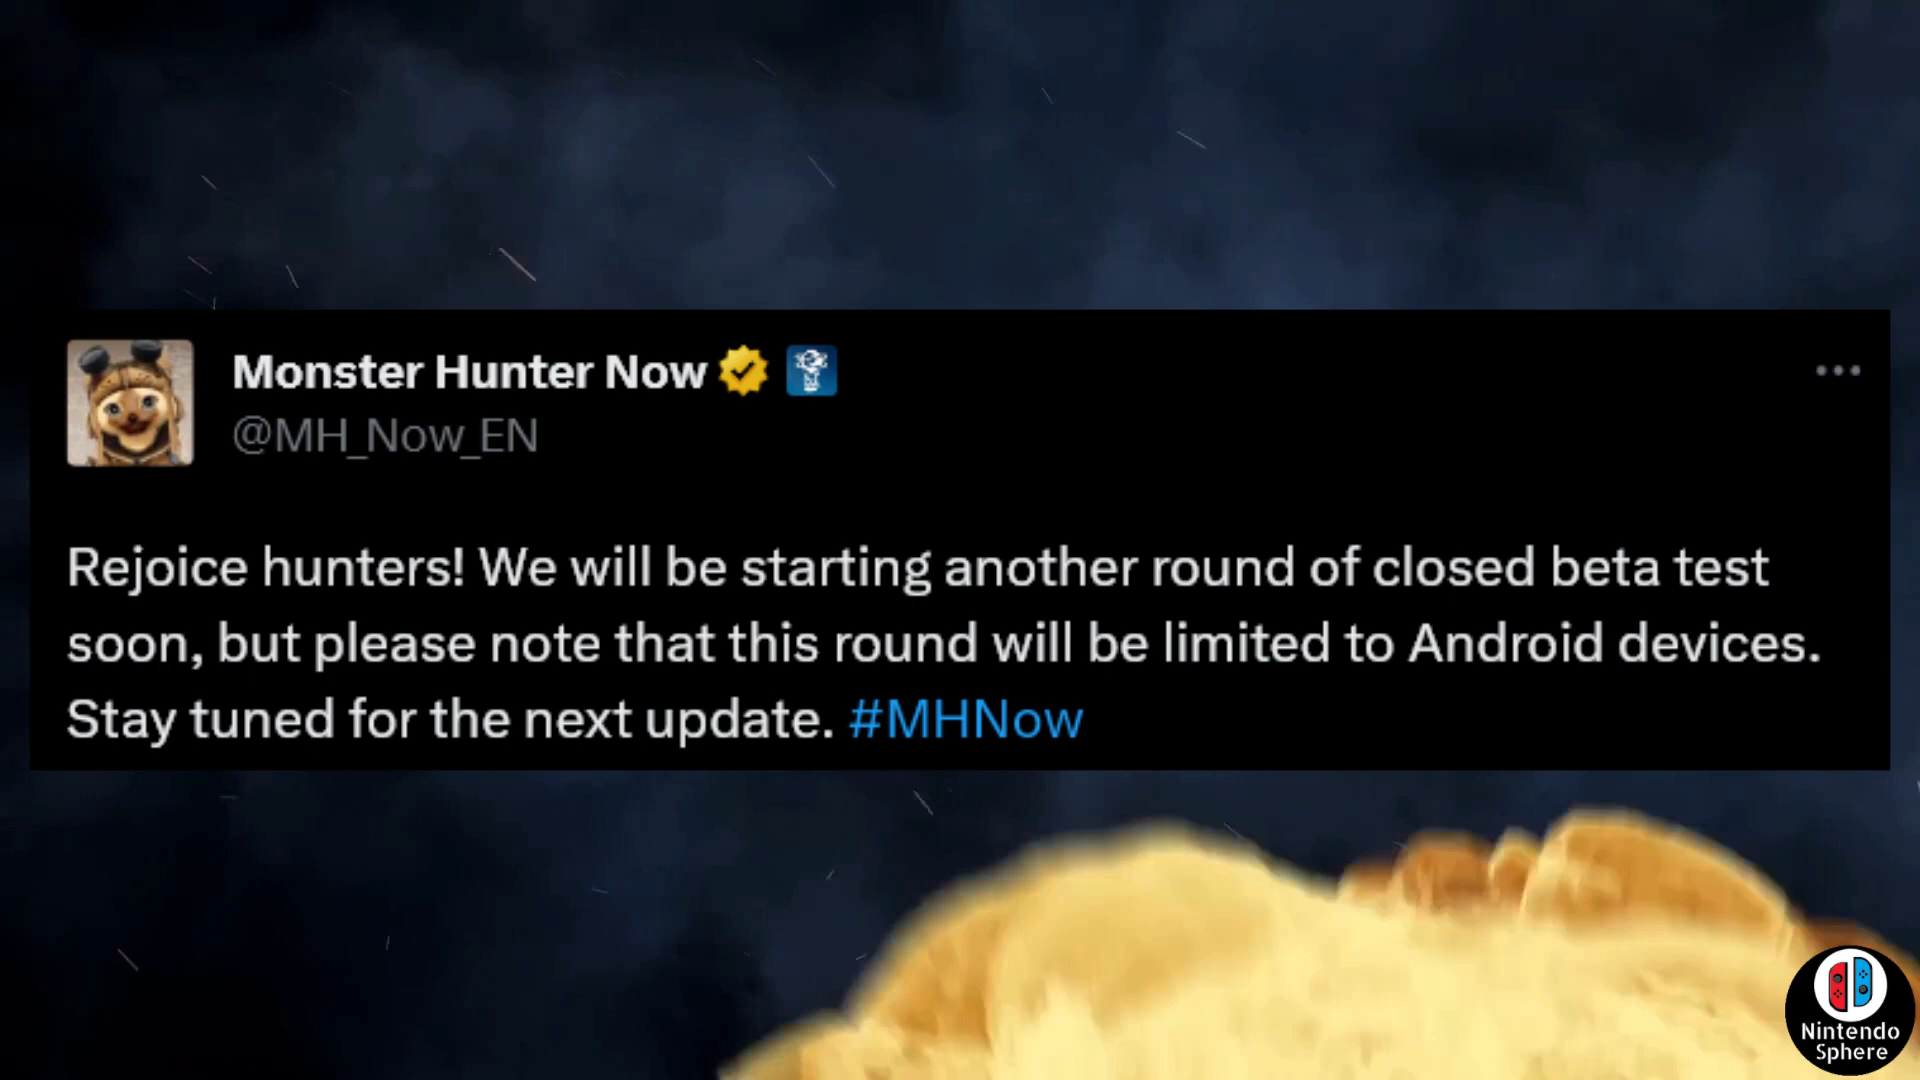 Monster Hunter Now
@MH_Now_EN
Rejoice hunters! We will be starting another round of closed beta test
soon, but please note that this round will be limited to Android devices.
Stay tuned for the next update. #MHNow
Nintendo
Sphere